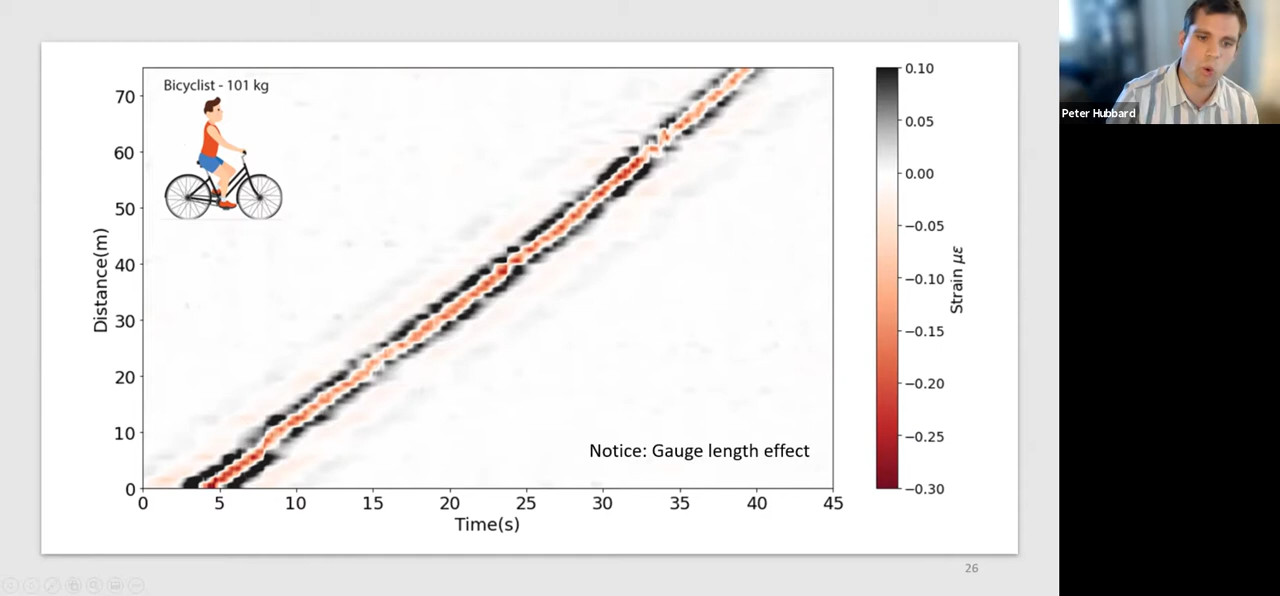 Bicyclist - 101 kg
Distance(m)
70
60
50
40
30
20
10
0
0 5 10 15 20 25 30 35 40 45
Time(s)
Notice: Gauge length effect
0.10
0.05
0.00
−0.05
−0.10
−0.15
−0.20
−0.25
−0.30
Strain με
26
Peter Hubbard